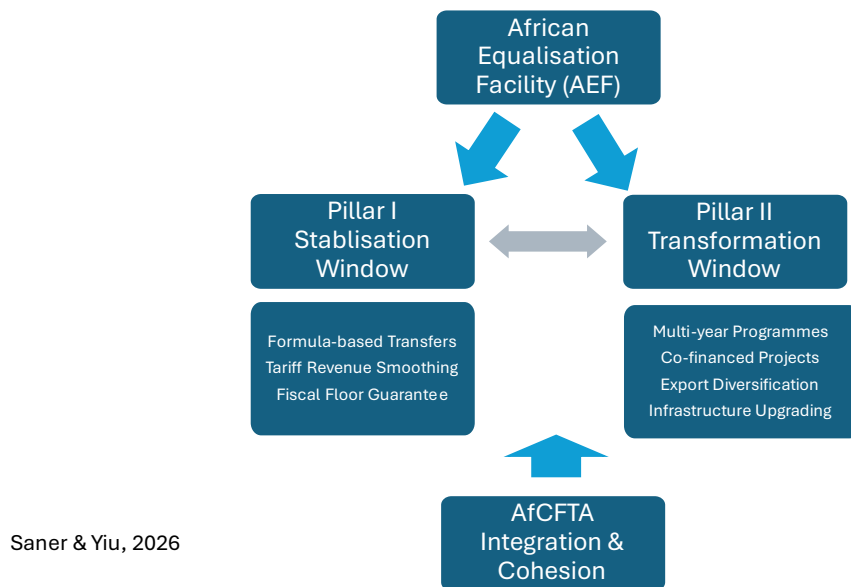 African
Equalisation
Facility (AEF)
Pillar I
Stablisation
Window
Pillar II
Transformation
Window
Formula-based Transfers
Tariff Revenue Smoothing
Fiscal Floor Guarantee
Multi-year Programmes
Co-financed Projects
Export Diversification
Infrastructure Upgrading
AfCFTA
Integration &
Cohesion
Saner & Yiu, 2026